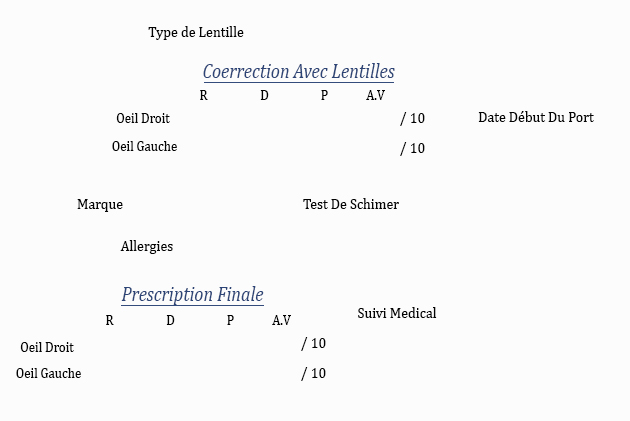 Type de Lentille
Coerrection Avec Lentilles
R D P A.V
Oeil Droit / 10 Date Début Du Port
Oeil Gauche / 10
Marque Test De Schimer
Allergies
Prescription Finale
R D P A.V Suivi Medical
Oeil Droit / 10
Oeil Gauche / 10